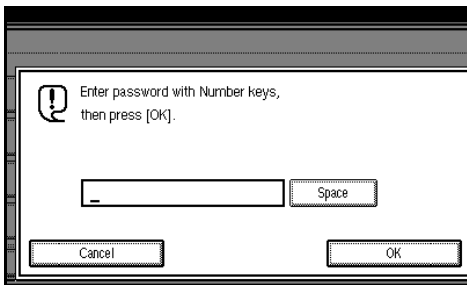 Enter password with Number keys,
then press [OK].
_
Space
Cancel
OK